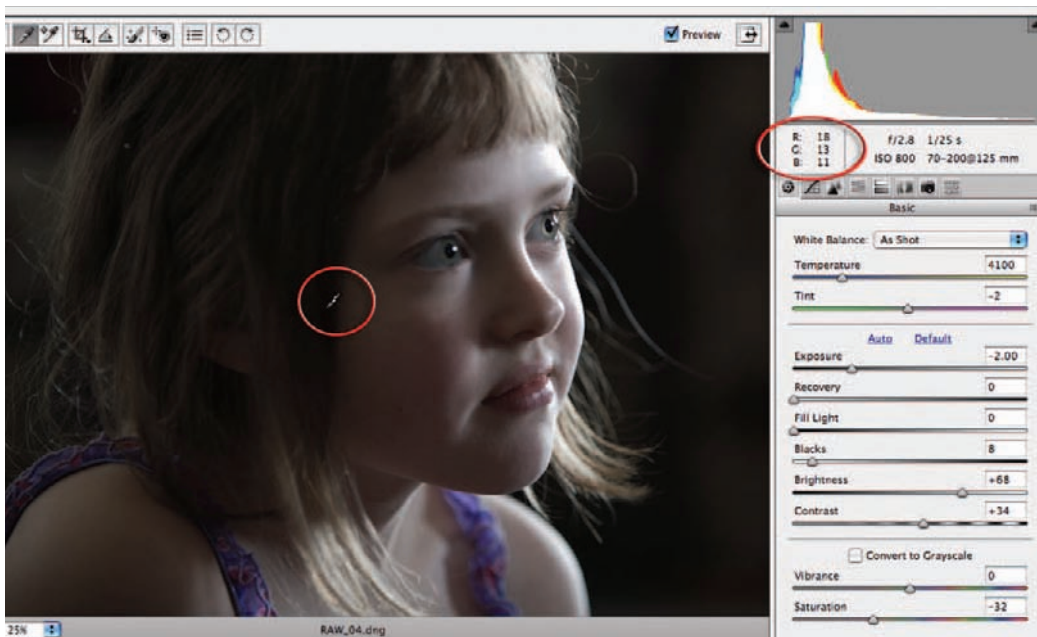 Preview
R: 18
G: 13
B: 11
f/2.8 1/25 s
ISO 800 70-200@125 mm
Basic
White Balance: As Shot
Temperature 4100
Tint -2
Auto Default
Exposure -2.00
Recovery 0
Fill Light 0
Blacks 8
Brightness +68
Contrast +34
Convert to Grayscale
Vibrance 0
Saturation -32
25% RAW_04.dng